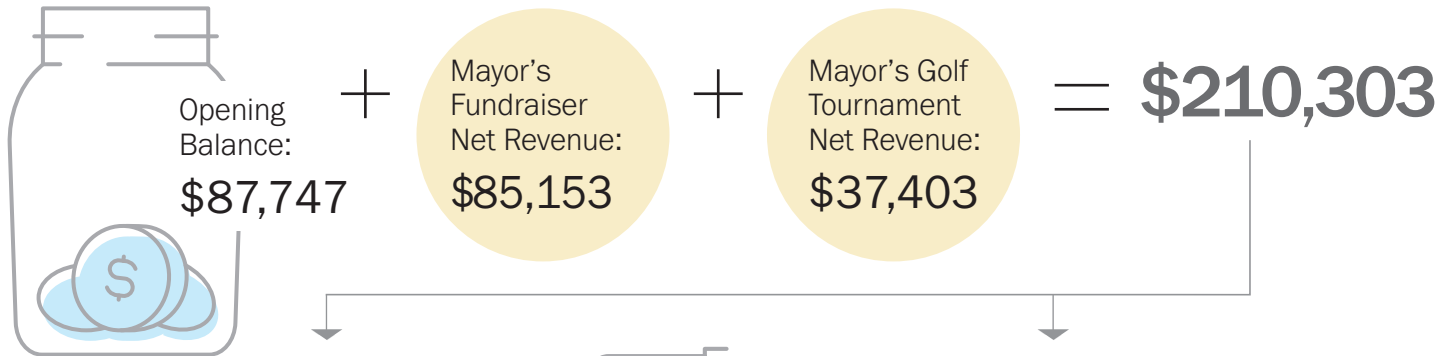 Opening
Balance:
$87,747
+
Mayor’s
Fundraiser
Net Revenue:
$85,153
+
Mayor’s Golf
Tournament
Net Revenue:
$37,403
=
$210,303
$